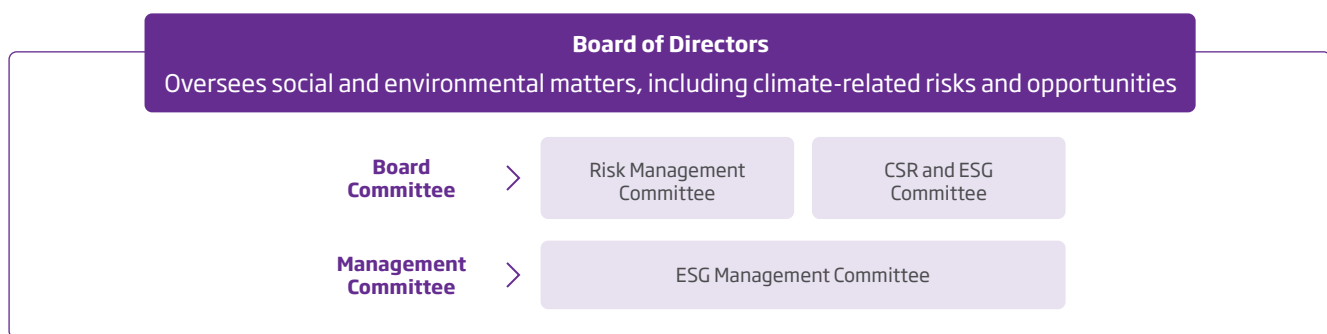 Board of Directors
Oversees social and environmental matters, including climate-related risks and opportunities
Board
Committee
Risk Management
Committee
CSR and ESG
Committee
Management
Committee
ESG Management Committee